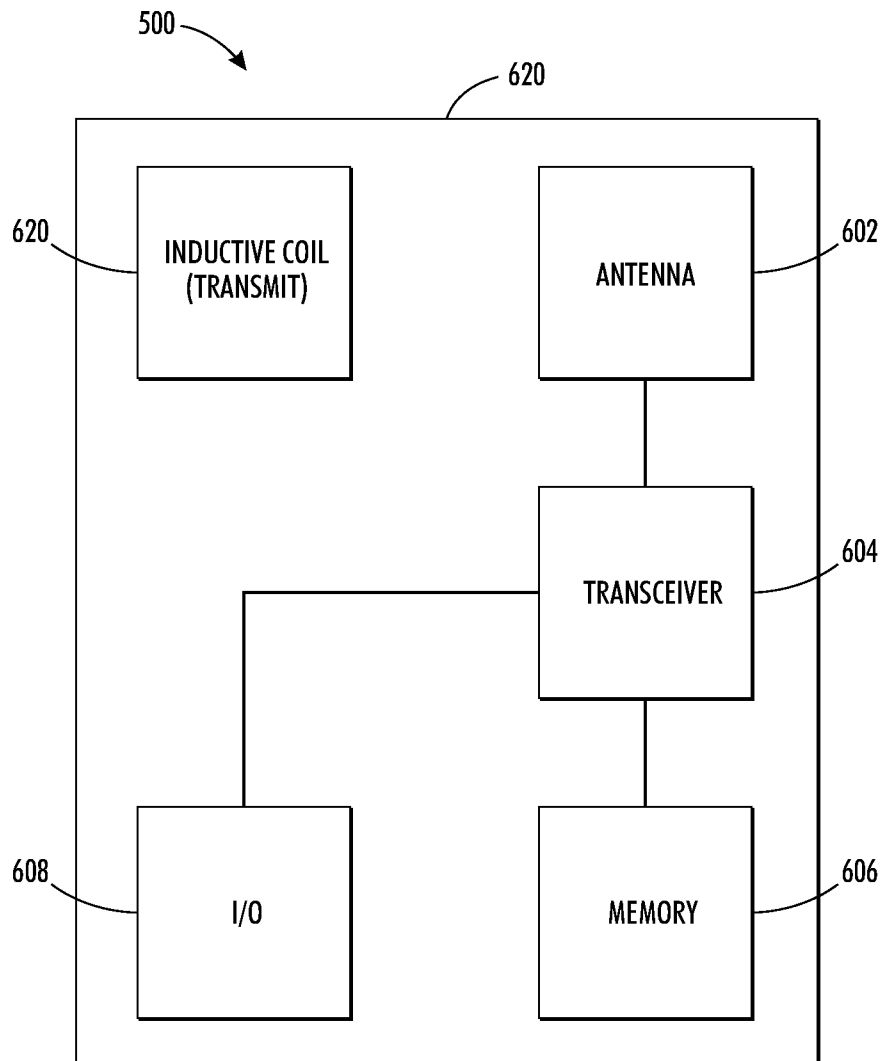 500
620
620
INDUCTIVE COIL
(TRANSMIT)
ANTENNA
602
TRANSCEIVER
604
608
I/O
MEMORY
606